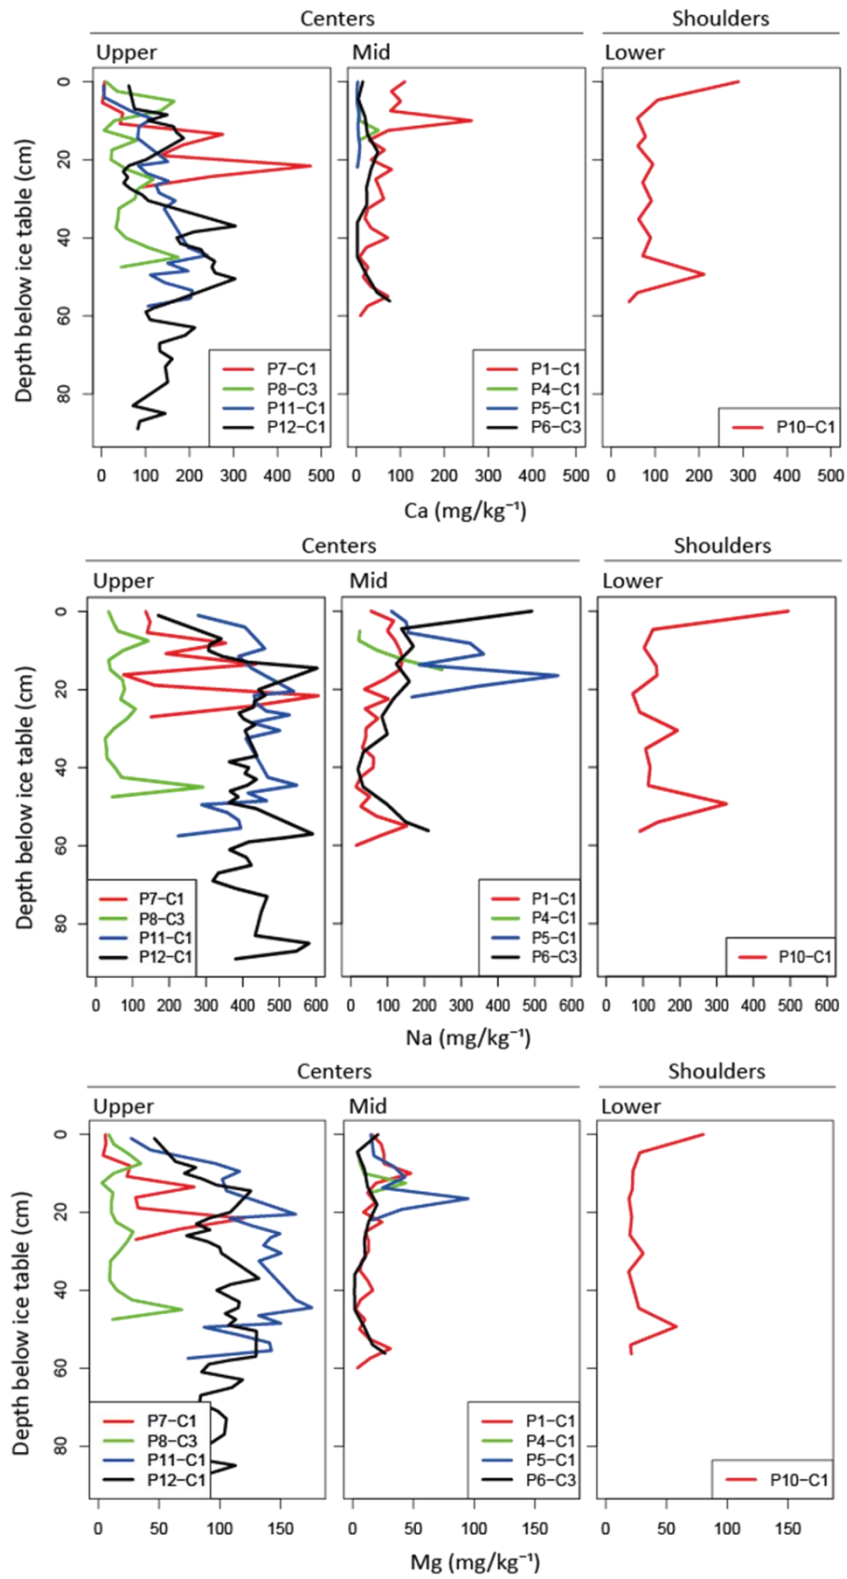 Centers Shoulders
Upper Mid Lower
Depth below ice table (cm)
0
20
40
60
80
P7−C1
P8−C3
P11−C1
P12−C1
P1−C1
P4−C1
P5−C1
P6−C3
P10−C1
0 100 200 300 400 500 0 100 200 300 400 500 0 100 200 300 400 500
Ca (mg/kg⁻¹)
Centers Shoulders
Upper Mid Lower
Depth below ice table (cm)
0
20
40
60
80
P7−C1
P8−C3
P11−C1
P12−C1
P1−C1
P4−C1
P5−C1
P6−C3
P10−C1
0 100 200 300 400 500 600 0 100 200 300 400 500 600 0 100 200 300 400 500 600
Na (mg/kg⁻¹)
Centers Shoulders
Upper Mid Lower
Depth below ice table (cm)
0
20
40
60
80
P7−C1
P8−C3
P11−C1
P12−C1
P1−C1
P4−C1
P5−C1
P6−C3
P10−C1
0 50 100 150 0 50 100 150 0 50 100 150
Mg (mg/kg⁻¹)